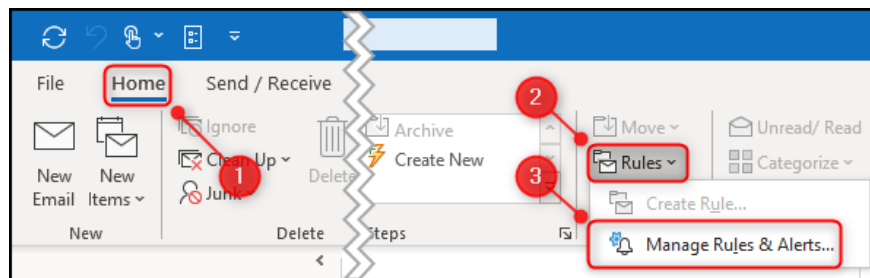 File Home Send / Receive
2
Ignore Archive Move Unread/ Read
New Email
New Items
Clean Up
1
Delete
Create New
Rules
Categorize
3
Junk
Create Rule...
New Delete Steps
Manage Rules & Alerts...